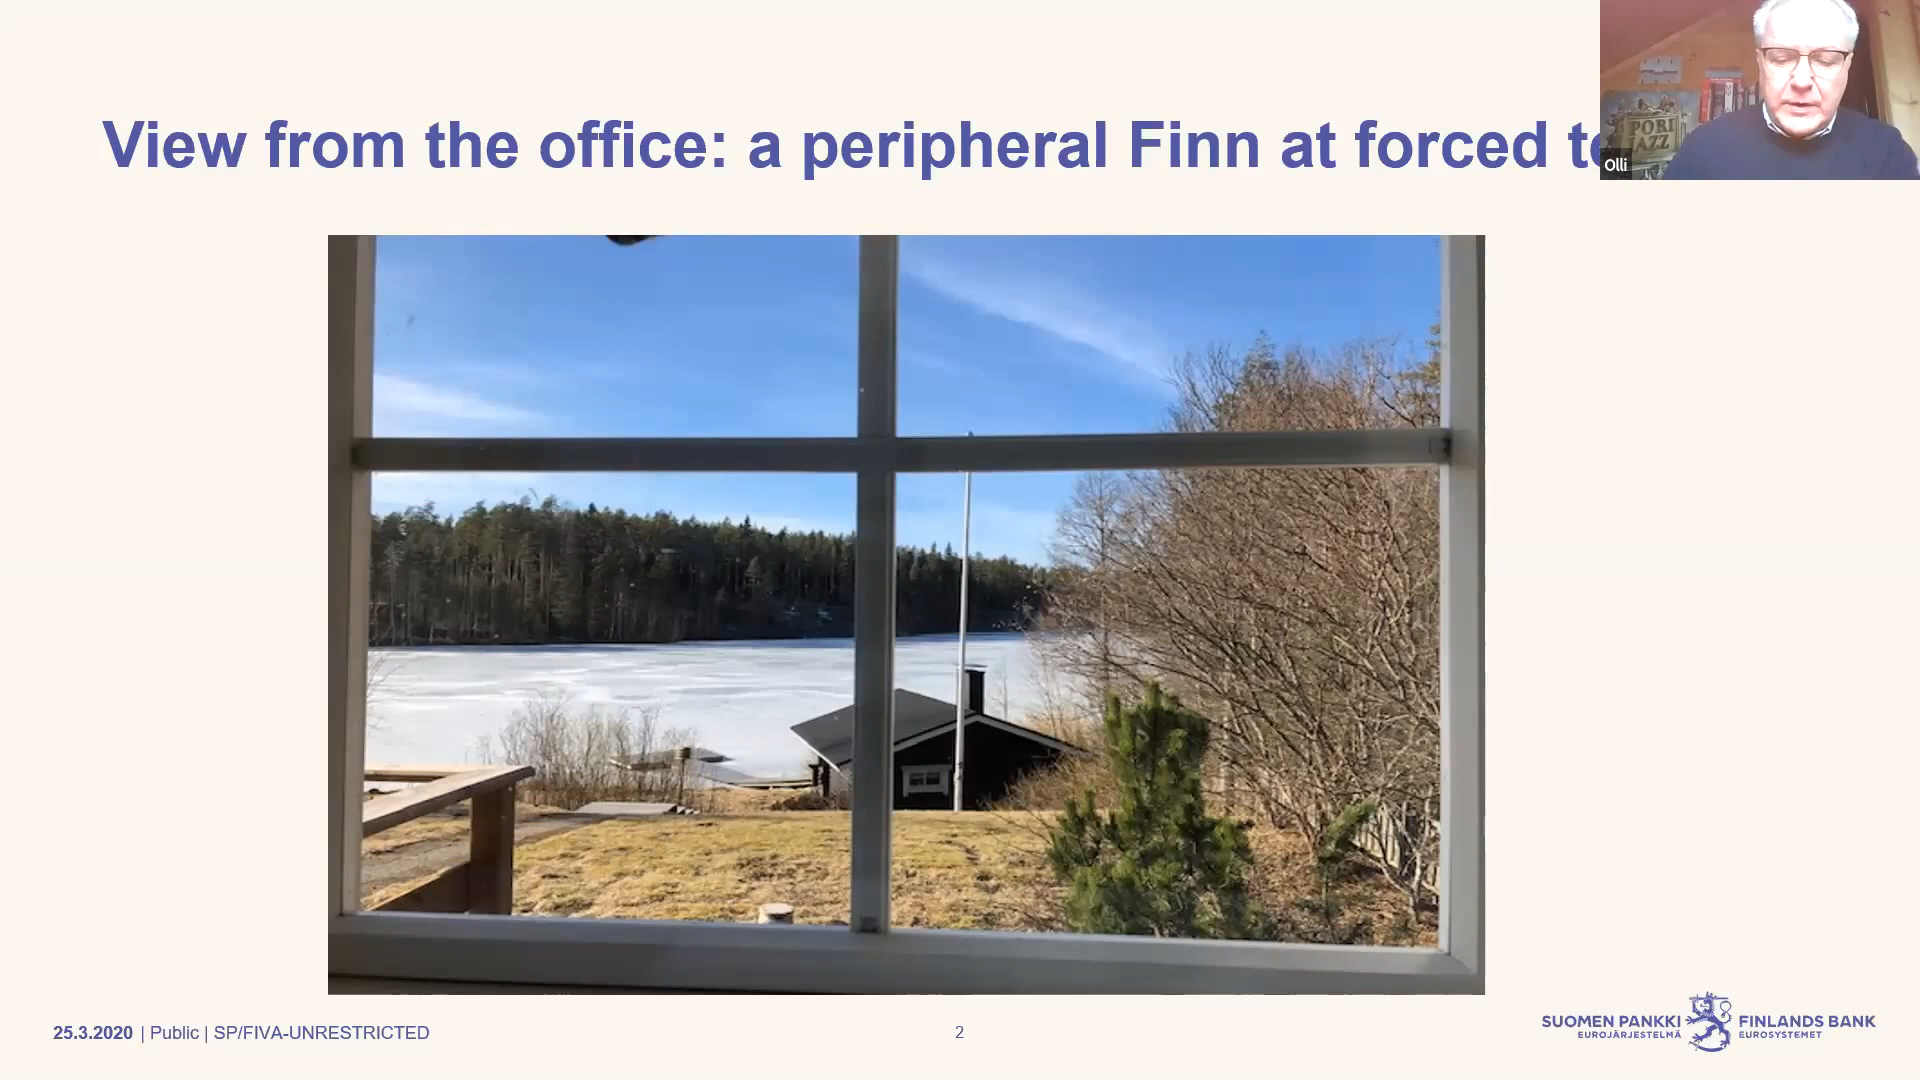 View from the office: a peripheral Finn at forced
PORI
JAZZ
Olli
25.3.2020 | Public | SP/FIVA-UNRESTRICTED
2
SUOMEN PANKKI
EUROJÄRJESTELMÄ
FINLANDS BANK
EUROSYSTEMET